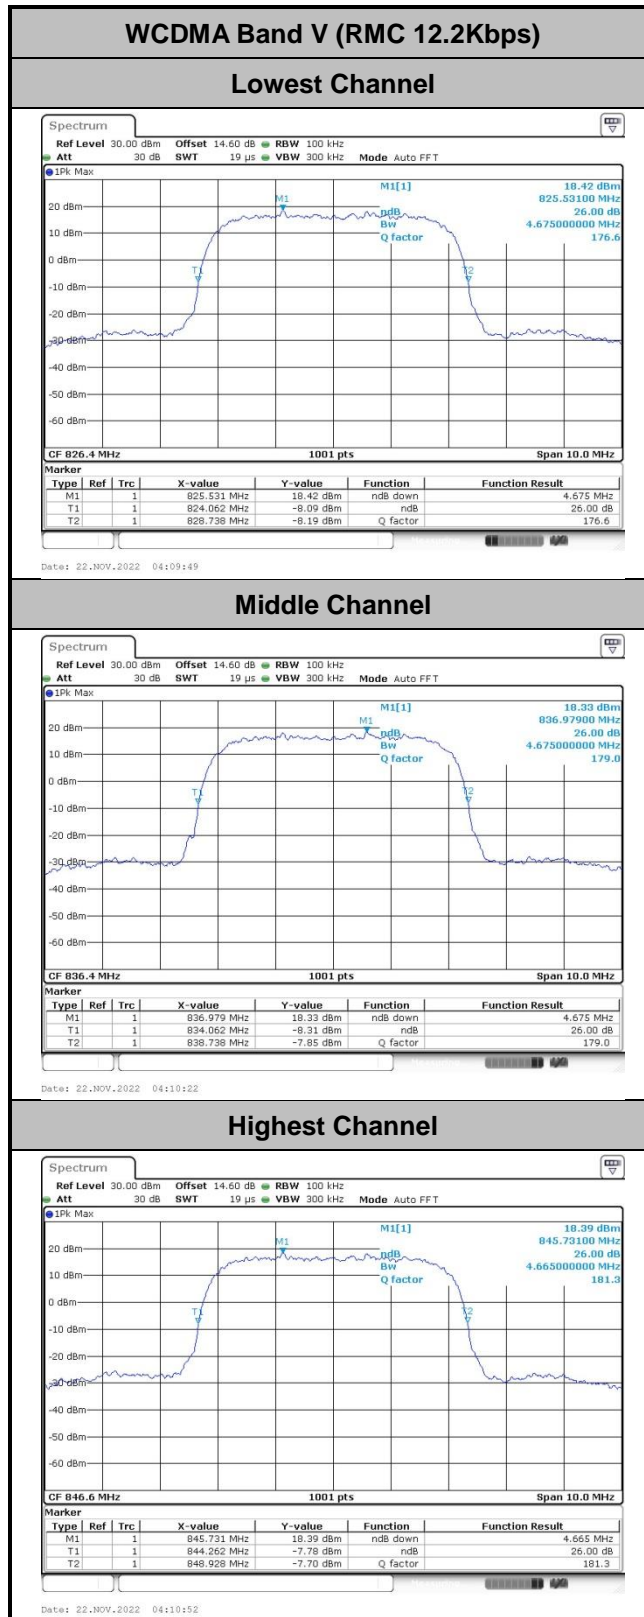 WCDMA Band V (RMC 12.2Kbps)
Lowest Channel
Spectrum
Ref Level 30.00 dBm Offset 14.60 dB RBW 100 kHz
Att 30 dB SWT 19 µs VBW 300 kHz Mode Auto FFT
1Pk Max
M1[1] 18.42 dBm
825.53100 MHz
M1
20 dBm
ndB 26.00 dB
Bw 4.675000000 MHz
10 dBm
Q factor 176.6
0 dBm
T1 T2
-10 dBm
-20 dBm
-30 dBm
-40 dBm
-50 dBm
-60 dBm
CF 826.4 MHz 1001 pts Span 10.0 MHz
Marker
Type Ref Trc X-value Y-value Function Function Result
M1 1 825.531 MHz 18.42 dBm ndB down 4.675 MHz
T1 1 824.062 MHz -8.09 dBm ndB 26.00 dB
T2 1 828.738 MHz -8.19 dBm Q factor 176.6
Date: 22.NOV.2022 04:09:49
Middle Channel
Spectrum
Ref Level 30.00 dBm Offset 14.60 dB RBW 100 kHz
Att 30 dB SWT 19 µs VBW 300 kHz Mode Auto FFT
1Pk Max
M1[1] 18.33 dBm
836.97900 MHz
M1
20 dBm
ndB 26.00 dB
Bw 4.675000000 MHz
10 dBm
Q factor 179.0
0 dBm
T1 T2
-10 dBm
-20 dBm
-30 dBm
-40 dBm
-50 dBm
-60 dBm
CF 836.4 MHz 1001 pts Span 10.0 MHz
Marker
Type Ref Trc X-value Y-value Function Function Result
M1 1 836.979 MHz 18.33 dBm ndB down 4.675 MHz
T1 1 834.062 MHz -8.31 dBm ndB 26.00 dB
T2 1 838.738 MHz -7.85 dBm Q factor 179.0
Date: 22.NOV.2022 04:10:22
Highest Channel
Spectrum
Ref Level 30.00 dBm Offset 14.60 dB RBW 100 kHz
Att 30 dB SWT 19 µs VBW 300 kHz Mode Auto FFT
1Pk Max
M1[1] 18.39 dBm
845.73100 MHz
M1
20 dBm
ndB 26.00 dB
Bw 4.665000000 MHz
10 dBm
Q factor 181.3
0 dBm
T1 T2
-10 dBm
-20 dBm
-30 dBm
-40 dBm
-50 dBm
-60 dBm
CF 846.6 MHz 1001 pts Span 10.0 MHz
Marker
Type Ref Trc X-value Y-value Function Function Result
M1 1 845.731 MHz 18.39 dBm ndB down 4.665 MHz
T1 1 844.262 MHz -7.78 dBm ndB 26.00 dB
T2 1 848.928 MHz -7.70 dBm Q factor 181.3
Date: 22.NOV.2022 04:10:52